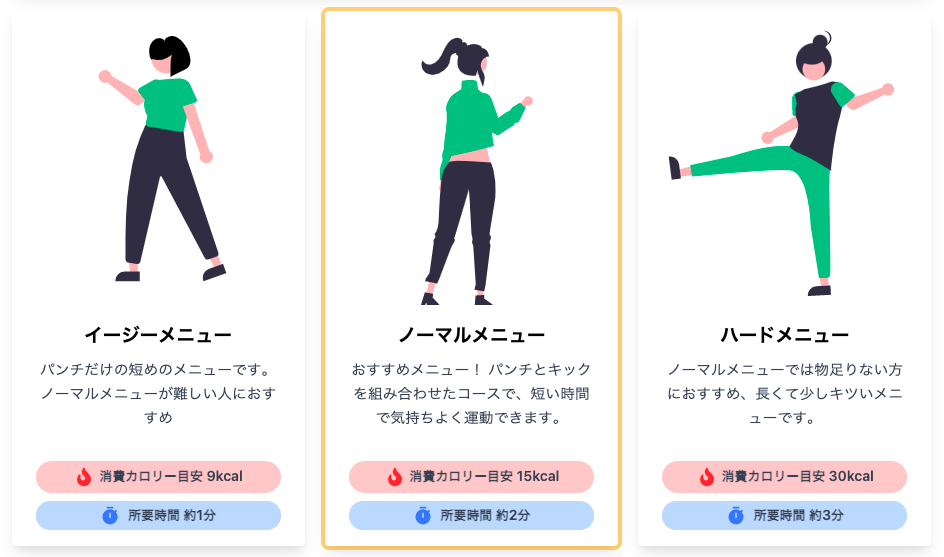 イージーメニュー
パンチだけの短めのメニューです。
ノーマルメニューが難しい人におす
すめ
消費カロリー目安 9kcal
所要時間 約1分
ノーマルメニュー
おすすめメニュー！ パンチとキック
を組み合わせたコースで、短い時間
で気持ちよく運動できます。
消費カロリー目安 15kcal
所要時間 約2分
ハードメニュー
ノーマルメニューでは物足りない方
におすすめ、長くて少しキツいメニ
ューです。
消費カロリー目安 30kcal
所要時間 約3分